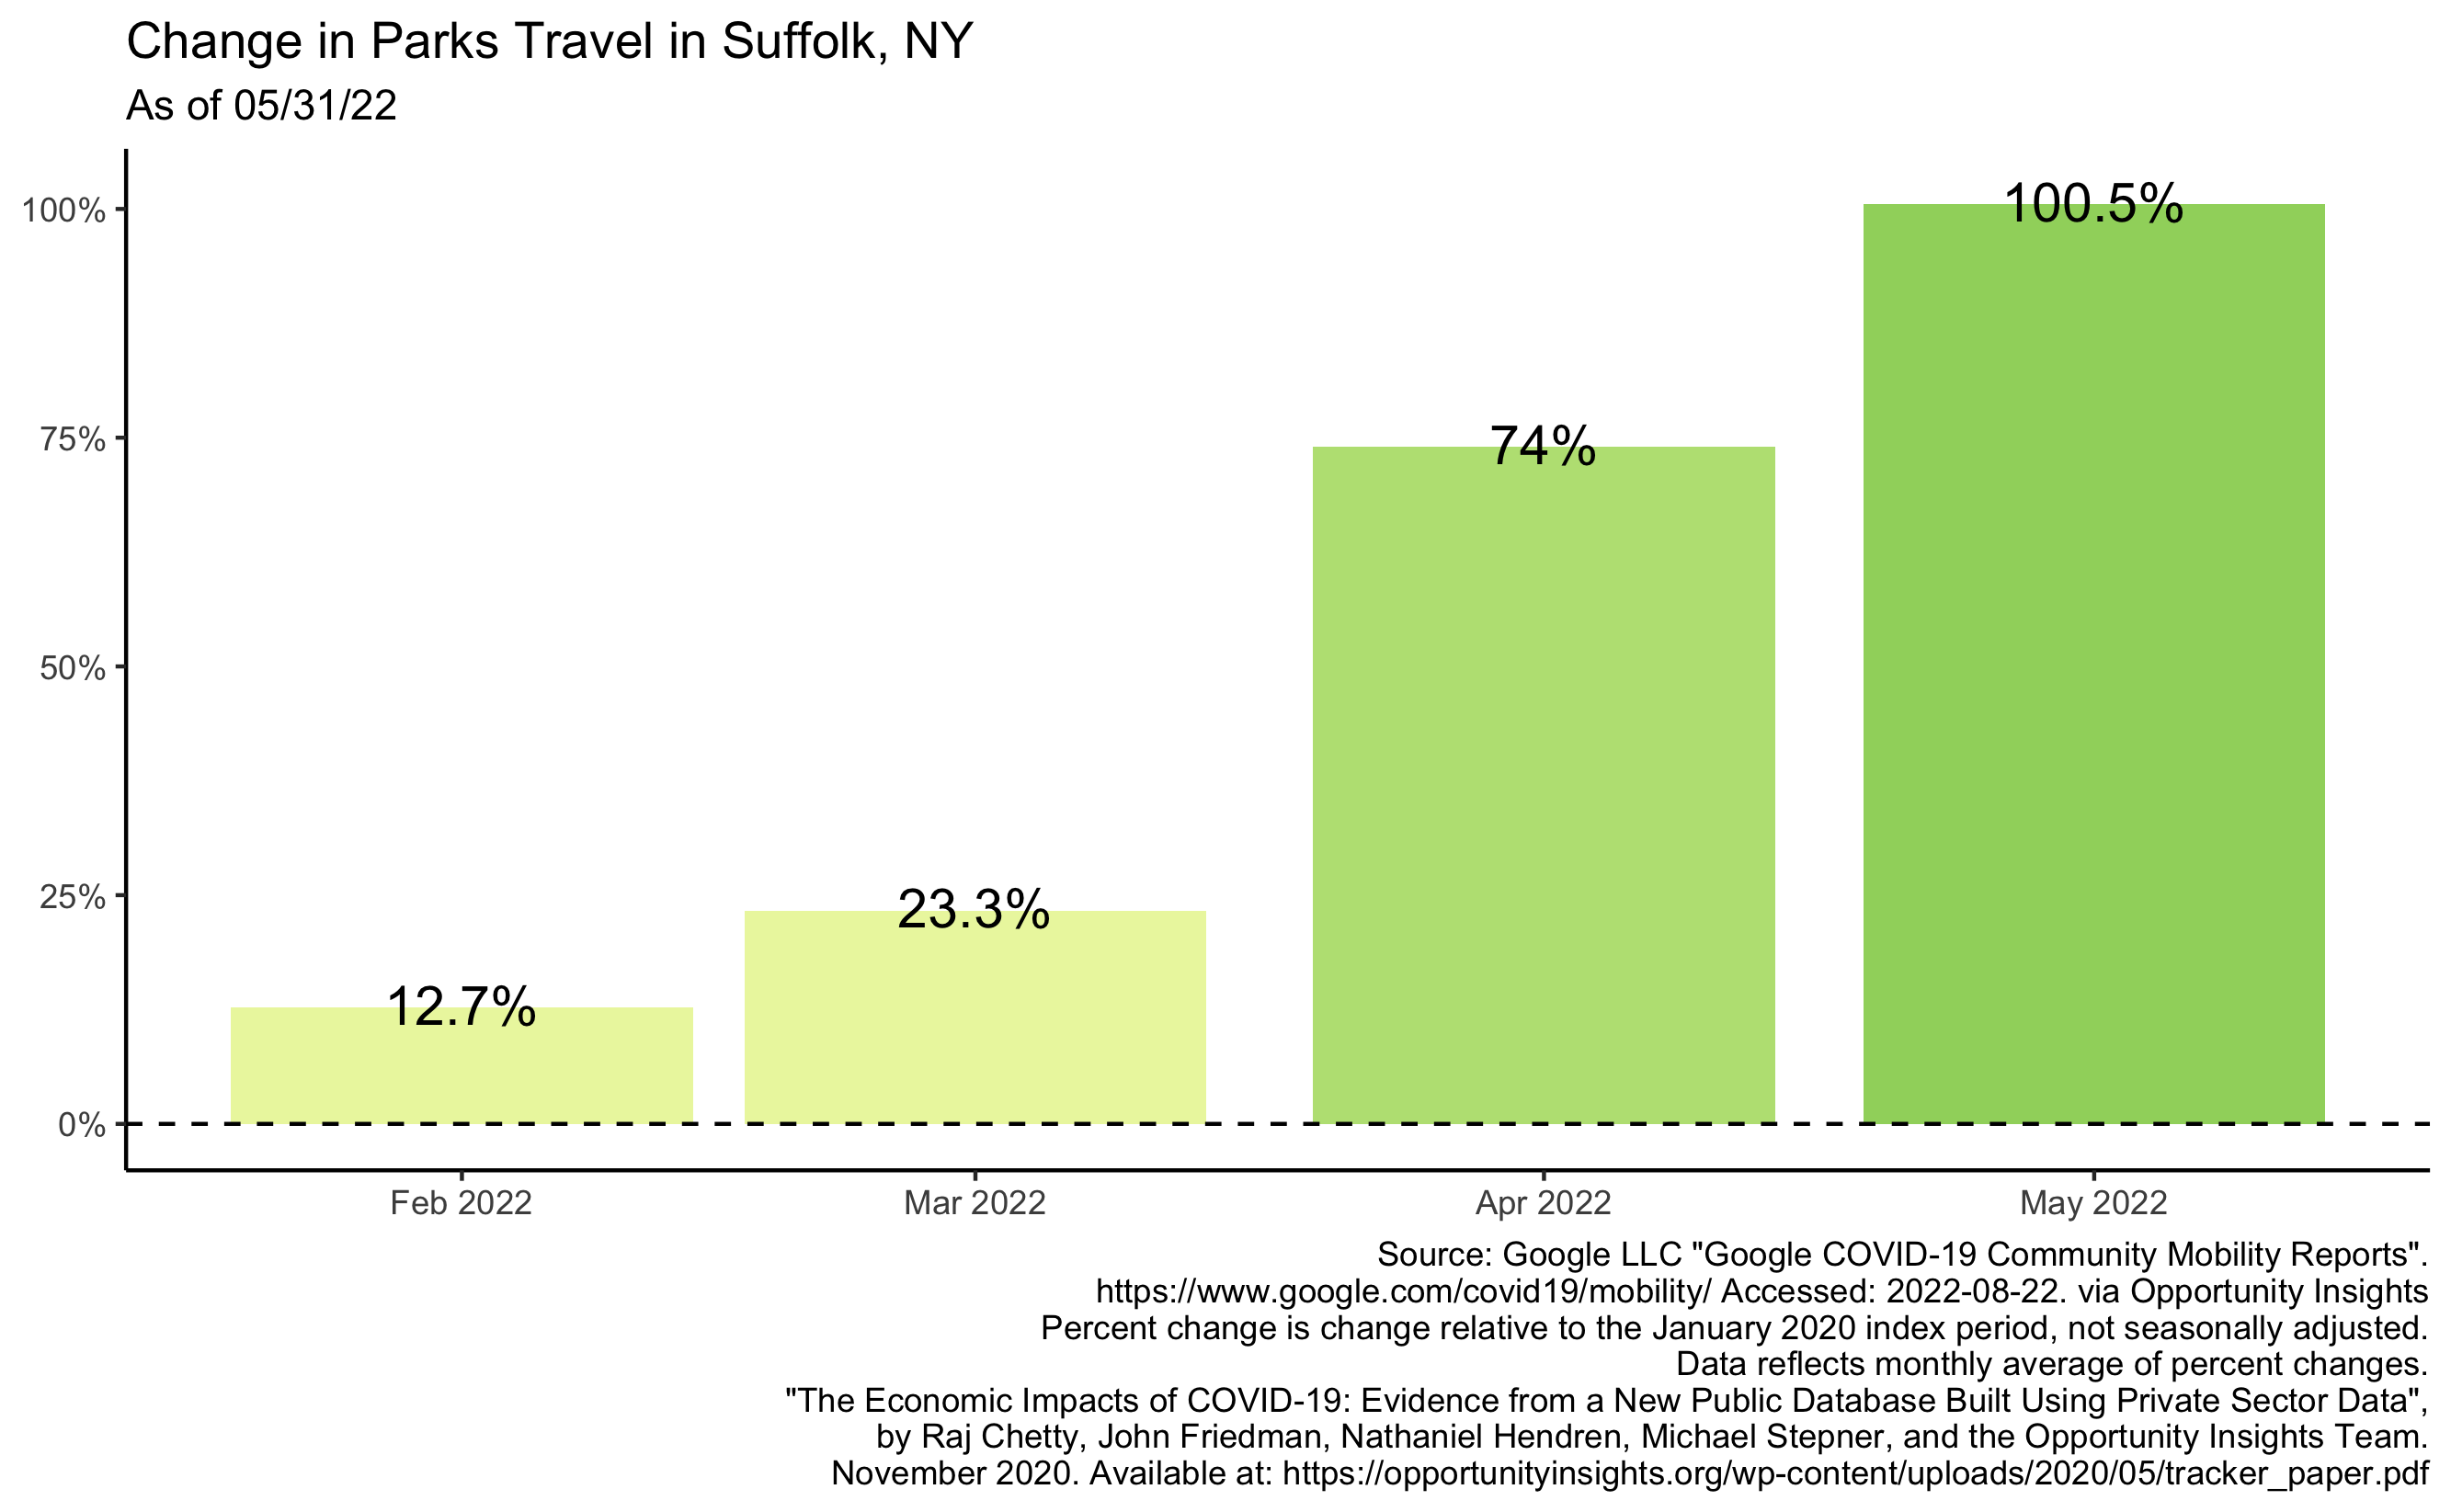 Change in Parks Travel in Suffolk, NY
As of 05/31/22
100%
75%
50%
25%
0%
12.7%
23.3%
74%
100.5%
Feb 2022
Mar 2022
Apr 2022
May 2022
Source: Google LLC "Google COVID-19 Community Mobility Reports".
https://www.google.com/covid19/mobility/ Accessed: 2022-08-22. via Opportunity Insights
Percent change is change relative to the January 2020 index period, not seasonally adjusted.
Data reflects monthly average of percent changes.
"The Economic Impacts of COVID-19: Evidence from a New Public Database Built Using Private Sector Data",
by Raj Chetty, John Friedman, Nathaniel Hendren, Michael Stepner, and the Opportunity Insights Team.
November 2020. Available at: https://opportunityinsights.org/wp-content/uploads/2020/05/tracker_paper.pdf